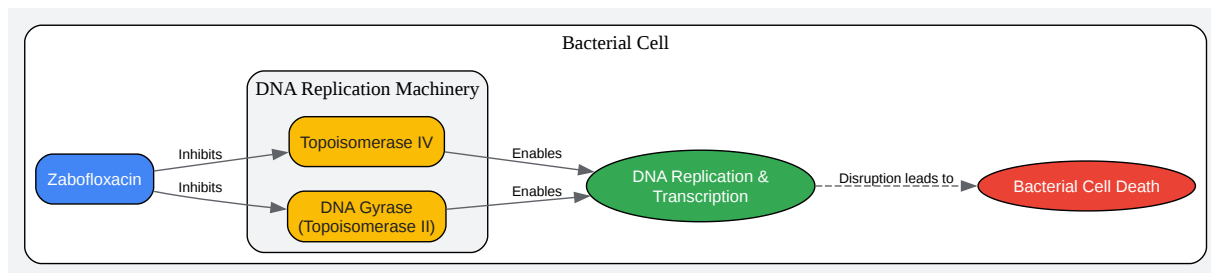 Bacterial Cell
DNA Replication Machinery
Zabofloxacin
Inhibits
Inhibits
Topoisomerase IV
DNA Gyrase
(Topoisomerase II)
Enables
Enables
DNA Replication &
Transcription
Disruption leads to
Bacterial Cell Death